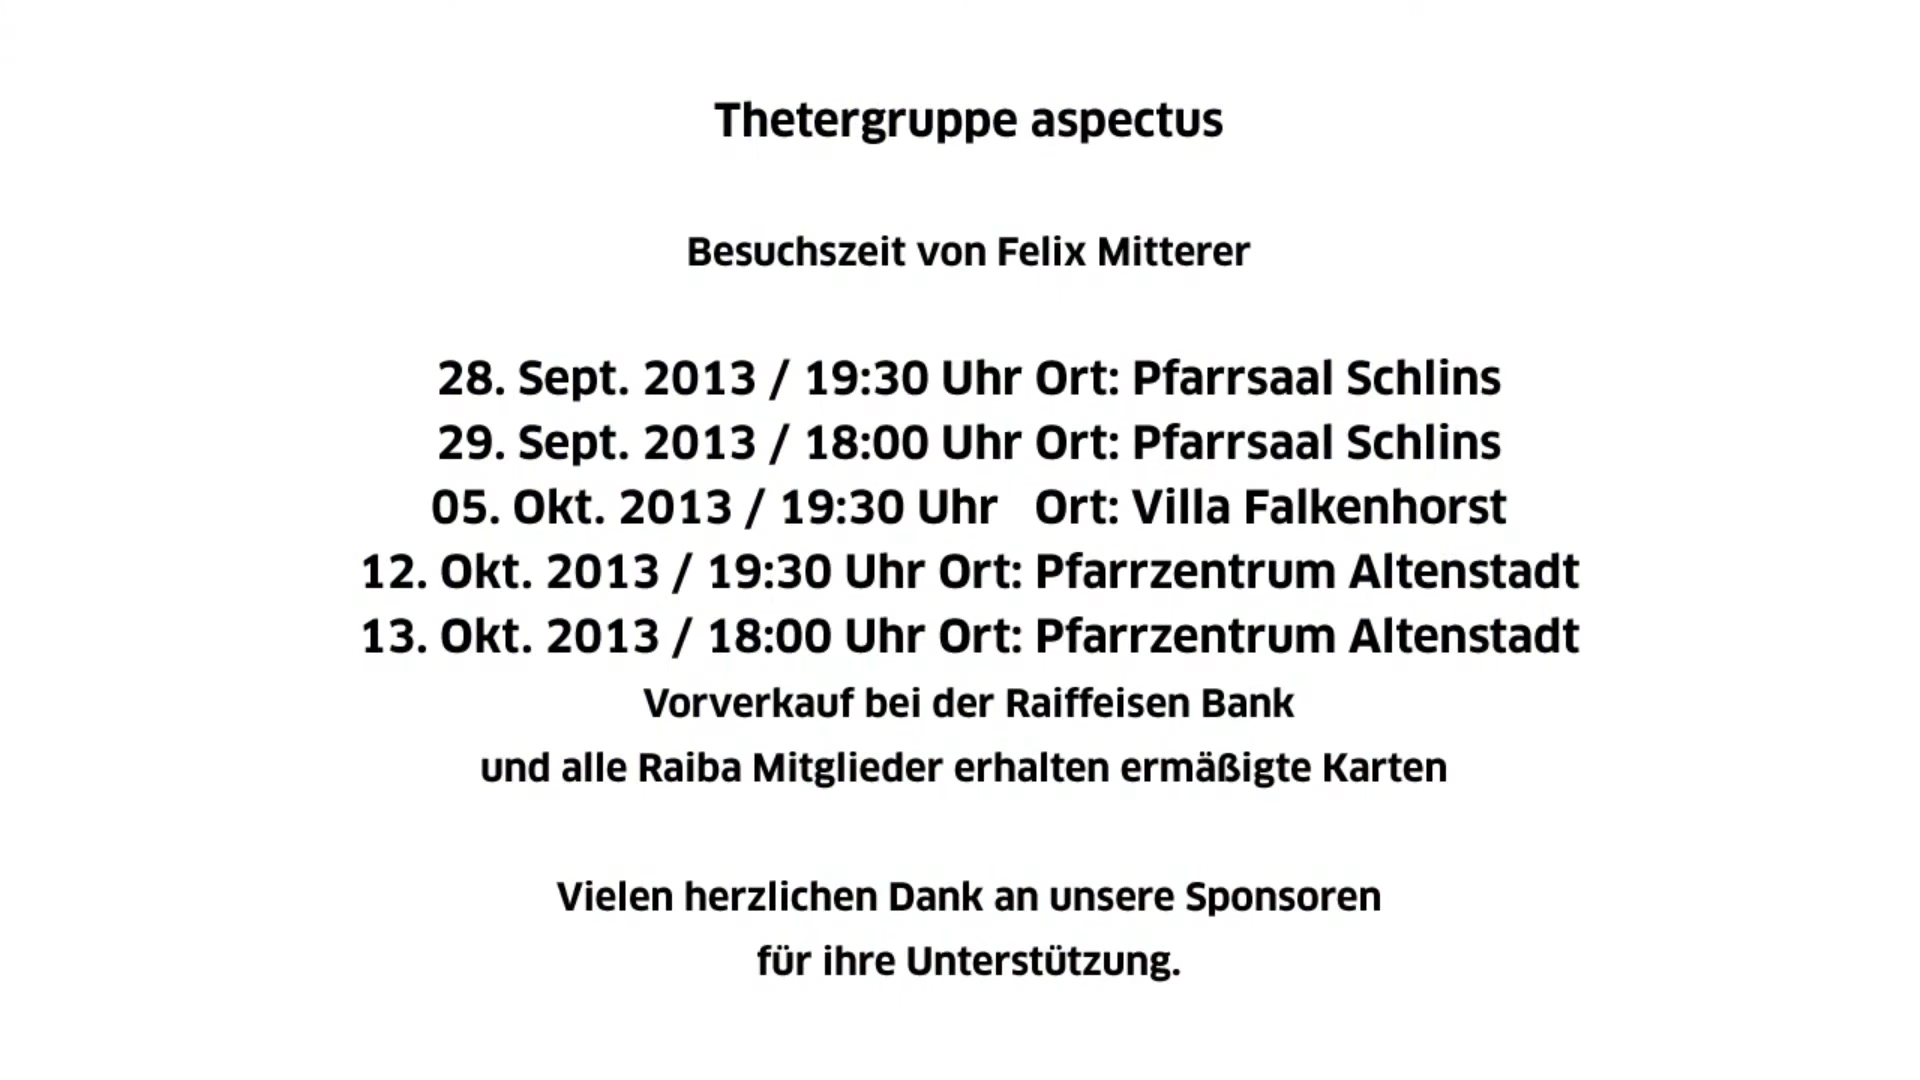 Thetergruppe aspectus
Besuchszeit von Felix Mitterer
28. Sept. 2013 / 19:30 Uhr Ort: Pfarrsaal Schlins
29. Sept. 2013 / 18:00 Uhr Ort: Pfarrsaal Schlins
05. Okt. 2013 / 19:30 Uhr   Ort: Villa Falkenhorst
12. Okt. 2013 / 19:30 Uhr Ort: Pfarrzentrum Altenstadt
13. Okt. 2013 / 18:00 Uhr Ort: Pfarrzentrum Altenstadt
Vorverkauf bei der Raiffeisen Bank
und alle Raiba Mitglieder erhalten ermäßigte Karten
Vielen herzlichen Dank an unsere Sponsoren
für ihre Unterstützung.